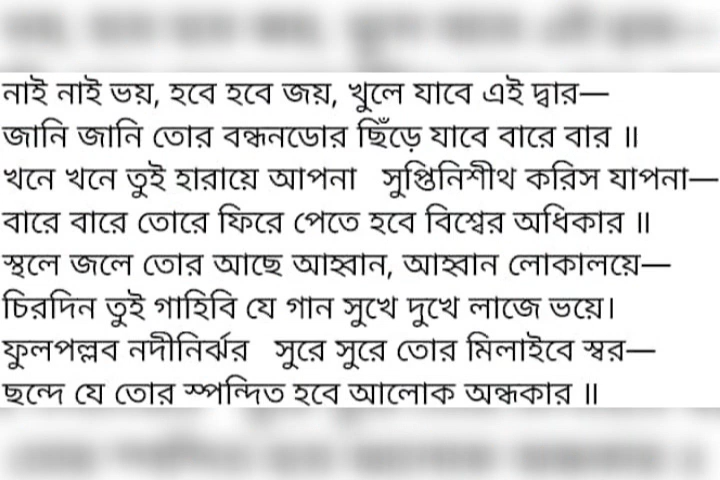 নাই নাই ভয়, হবে হবে জয়, খুলে যাবে এই দ্বার—
জানি জানি তোর বন্ধনডোর ছিঁড়ে যাবে বারে বার ॥
খনে খনে তুই হারায়ে আপনা সুপ্তিনিশীথ করিস যাপনা—
বারে বারে তোরে ফিরে পেতে হবে বিশ্বের অধিকার ॥
স্থলে জলে তোর আছে আহ্বান, আহ্বান লোকালয়ে—
চিরদিন তুই গাহিবি যে গান সুখে দুখে লাজে ভয়ে।
ফুলপল্লব নদীনির্ঝর সুরে সুরে তোর মিলাইবে স্বর—
ছন্দে যে তোর স্পন্দিত হবে আলোক অন্ধকার ॥